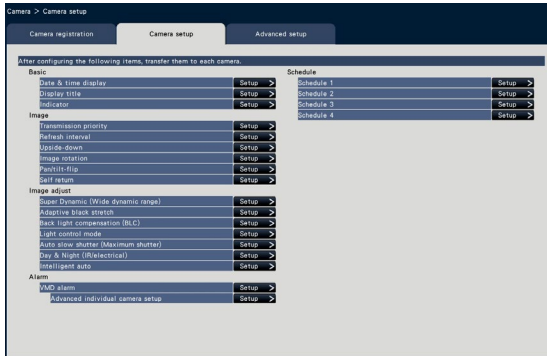 Camera > Camera setup
Camera registration
Camera setup
Advanced setup
After configuring the following items, transfer them to each camera.
Basic
Date & time display Setup >
Display title Setup >
Indicator Setup >
Image
Transmission priority Setup >
Refresh interval Setup >
Upside-down Setup >
Image rotation Setup >
Pan/tilt-flip Setup >
Self return Setup >
Image adjust
Super Dynamic (Wide dynamic range) Setup >
Adaptive black stretch Setup >
Back light compensation (BLC) Setup >
Light control mode Setup >
Auto slow shutter (Maximum shutter) Setup >
Day & Night (IR/electrical) Setup >
Intelligent auto Setup >
Alarm
VMD alarm Setup >
Advanced individual camera setup Setup >
Schedule
Schedule 1 Setup >
Schedule 2 Setup >
Schedule 3 Setup >
Schedule 4 Setup >